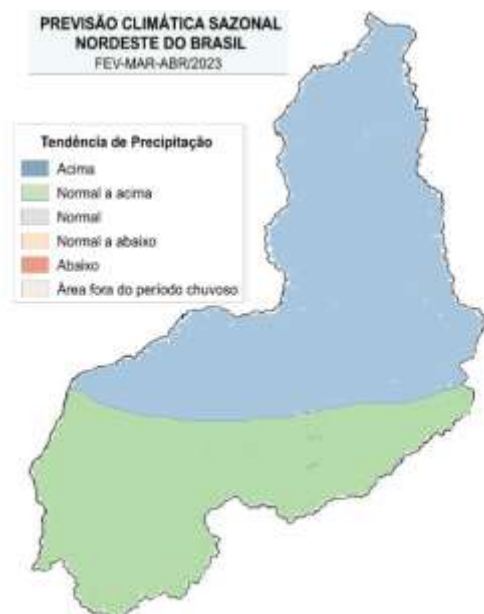 PREVISÃO CLIMÁTICA SAZONAL
NORDESTE DO BRASIL
FEV-MAR-ABR/2023
Tendência de Precipitação
Acima
Normal a acima
Normal
Normal a abaixo
Abaixo
Área fora do período chuvoso